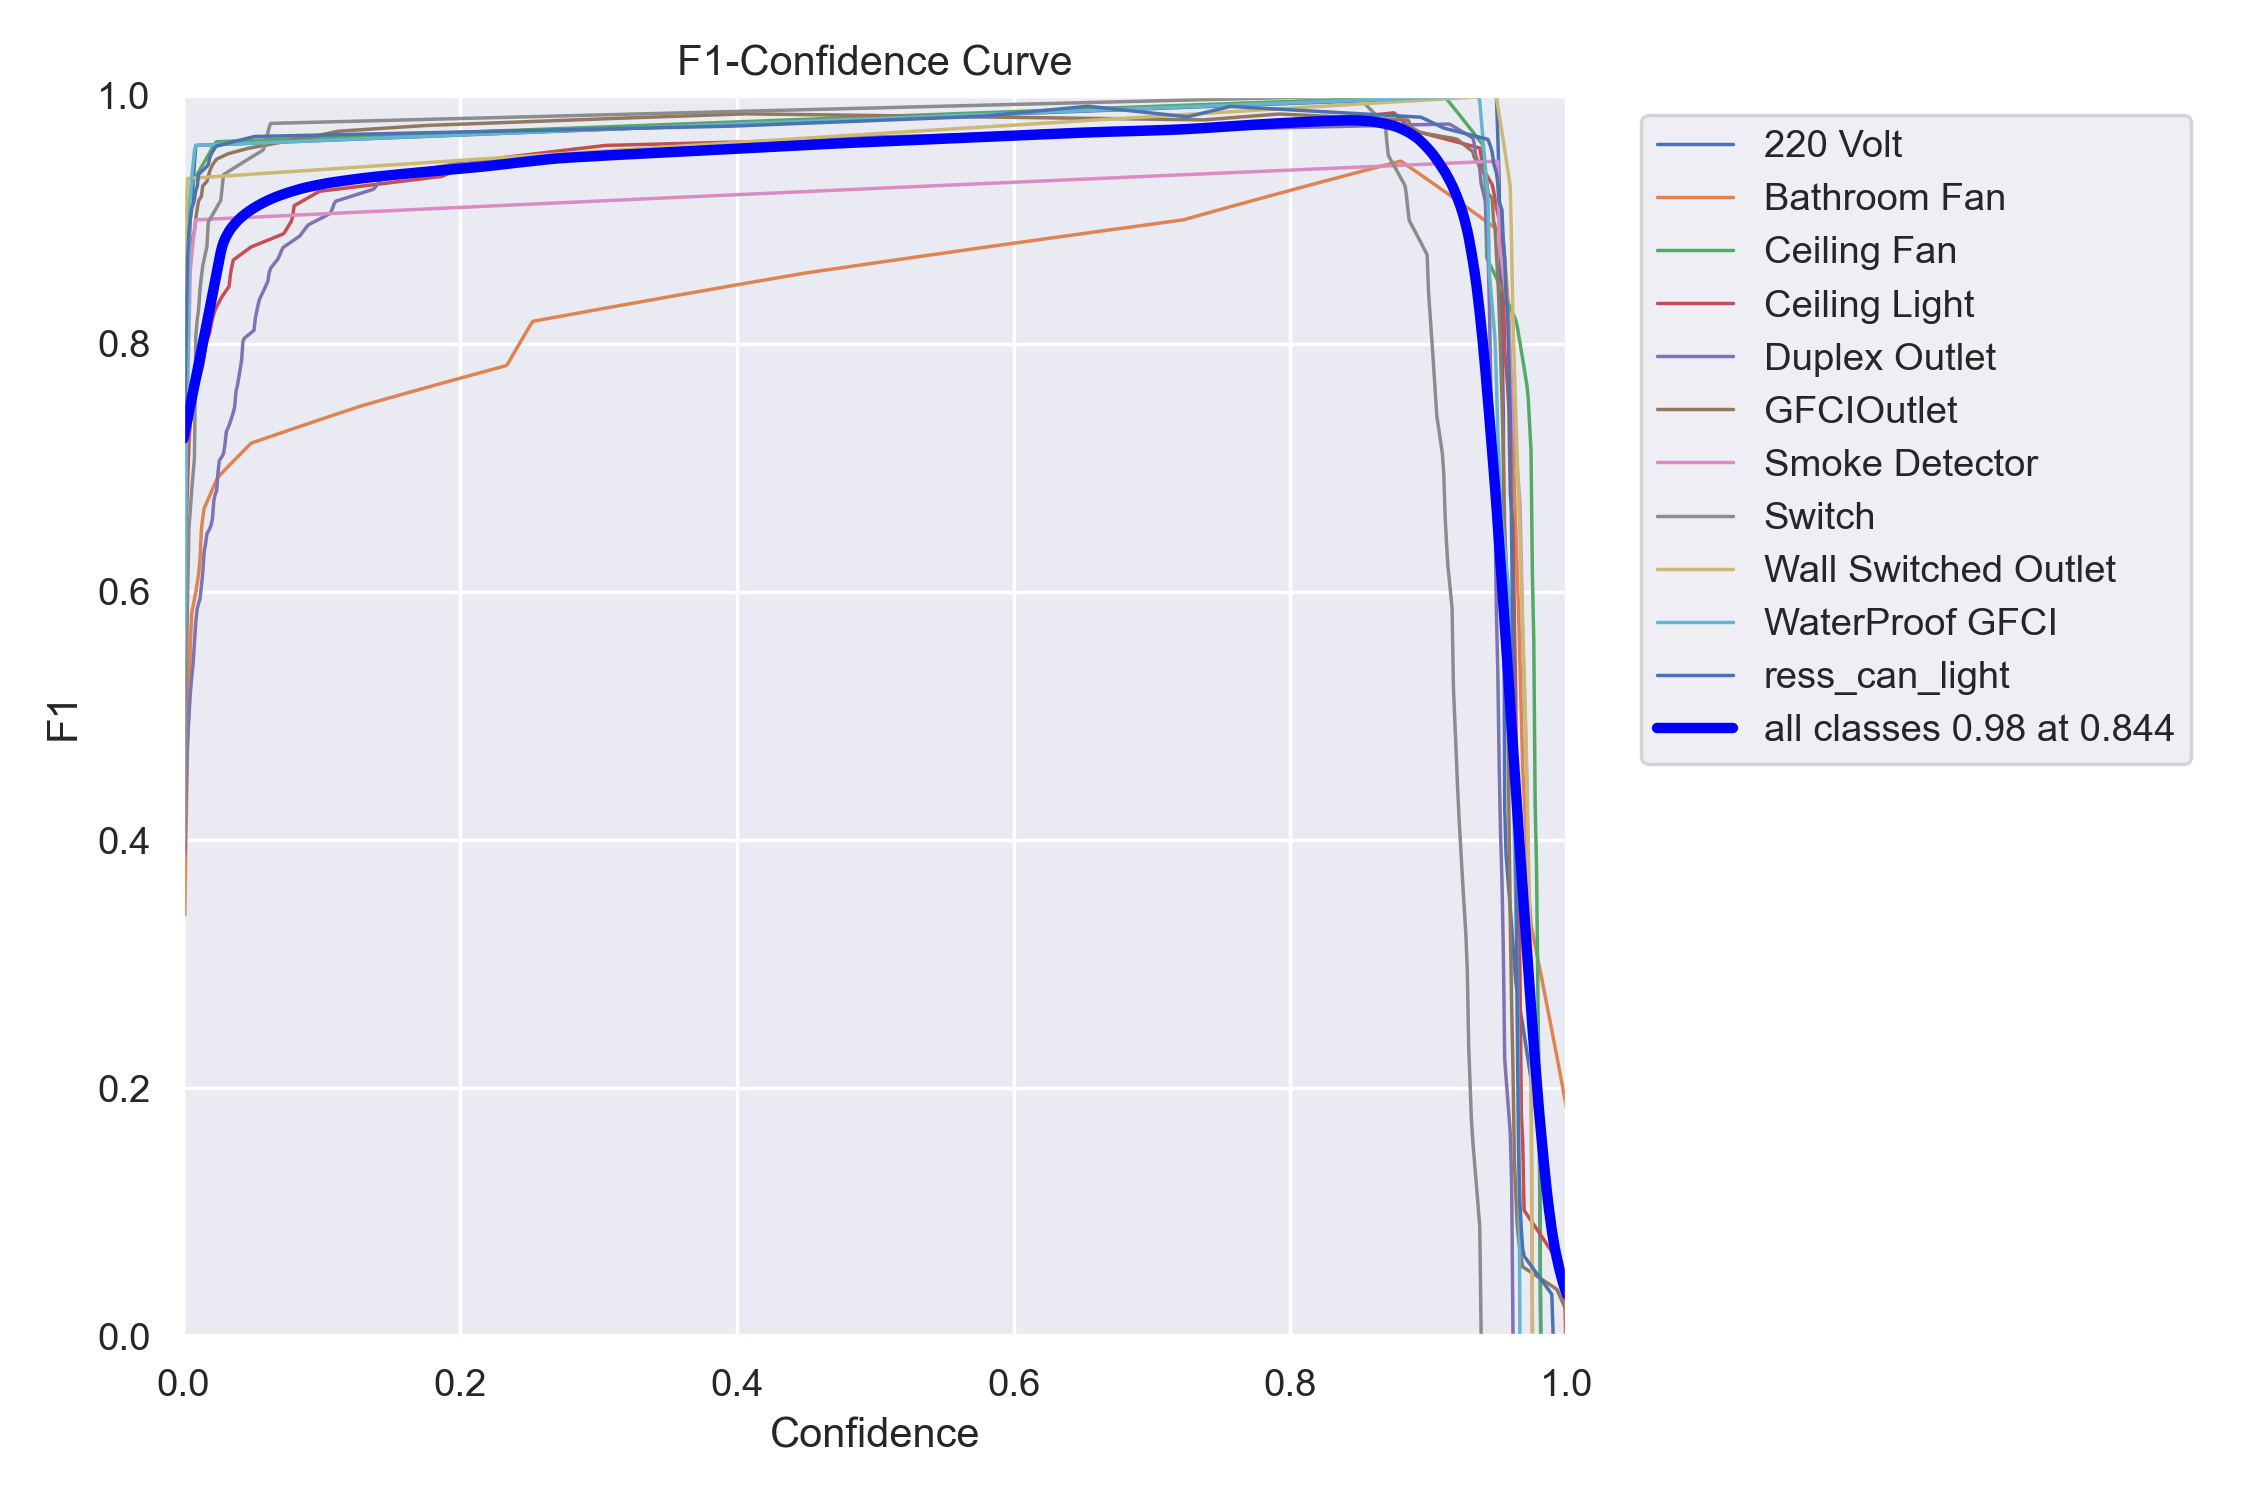 F1-Confidence Curve
1.0
0.8
0.6
0.4
0.2
0.0
F1
0.0 0.2 0.4 0.6 0.8 1.0
Confidence
220 Volt
Bathroom Fan
Ceiling Fan
Ceiling Light
Duplex Outlet
GFCIOutlet
Smoke Detector
Switch
Wall Switched Outlet
WaterProof GFCI
ress_can_light
all classes 0.98 at 0.844